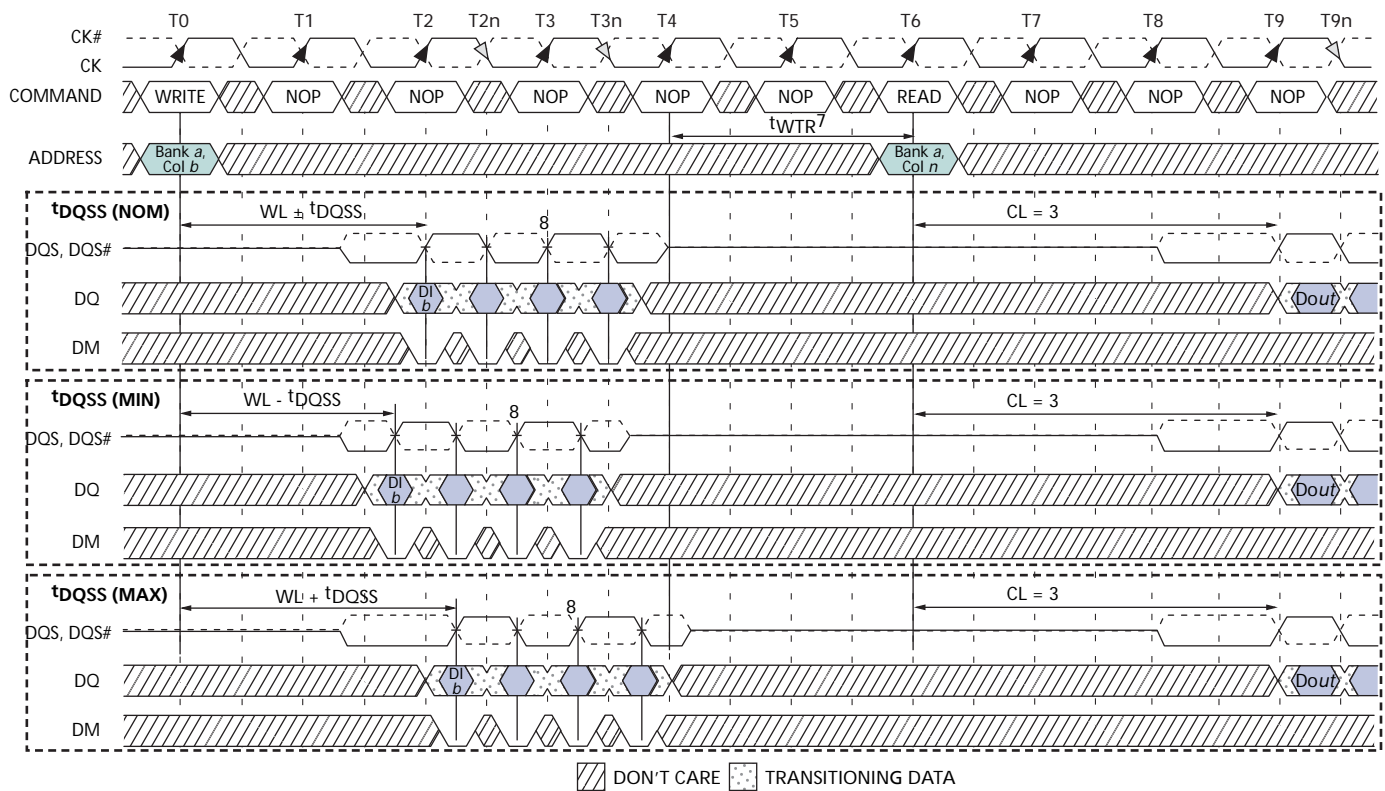 T0 T1 T2 T2n T3 T3n T4 T5 T6 T7 T8 T9 T9n
CK#
CK
COMMAND WRITE NOP NOP NOP NOP NOP READ NOP NOP NOP
tWTR7
ADDRESS Bank a, Col b Bank a, Col n
tDQSS (NOM) WL ± tDQSS CL = 3
8
DQS, DQS#
DQ DI b Dout
DM
tDQSS (MIN) WL - tDQSS CL = 3
8
DQS, DQS#
DQ DI b Dout
DM
tDQSS (MAX) WL + tDQSS CL = 3
8
DQS, DQS#
DQ DI b Dout
DM
DON'T CARE TRANSITIONING DATA